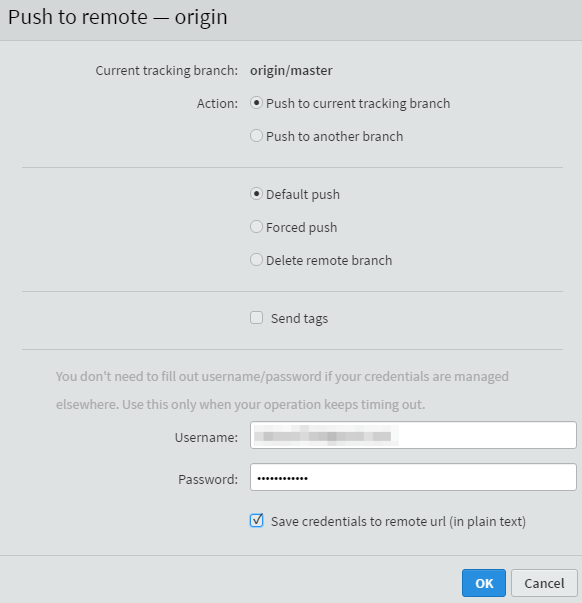 Push to remote — origin
Current tracking branch: origin/master
Action: Push to current tracking branch
Push to another branch
Default push
Forced push
Delete remote branch
Send tags
You don't need to fill out username/password if your credentials are managed
elsewhere. Use this only when your operation keeps timing out.
Username:
Password: ••••••••••••
Save credentials to remote url (in plain text)
OK Cancel